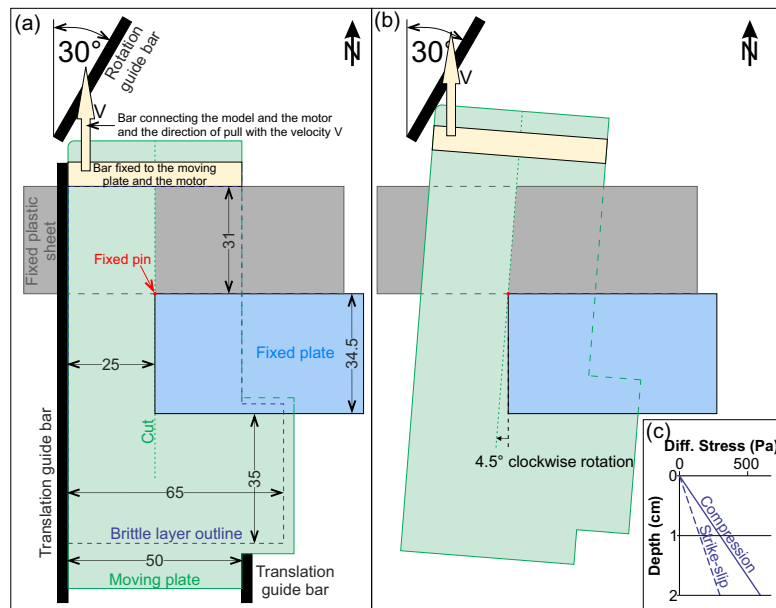 (a)
30°
Rotation
guide bar
N
V
Bar connecting the model and the motor
and the direction of pull with the velocity V
Bar fixed to the moving
plate and the motor
Fixed plastic
sheet
31
Fixed pin
Fixed plate
34.5
25
Cut
Translation guide bar
35
65
Brittle layer outline
50
Moving plate
Translation
guide bar
(b)
30°
V
N
4.5° clockwise rotation
(c)
Diff. Stress (Pa)
0 500
0
1
2
Depth (cm)
Compression
Strike-slip